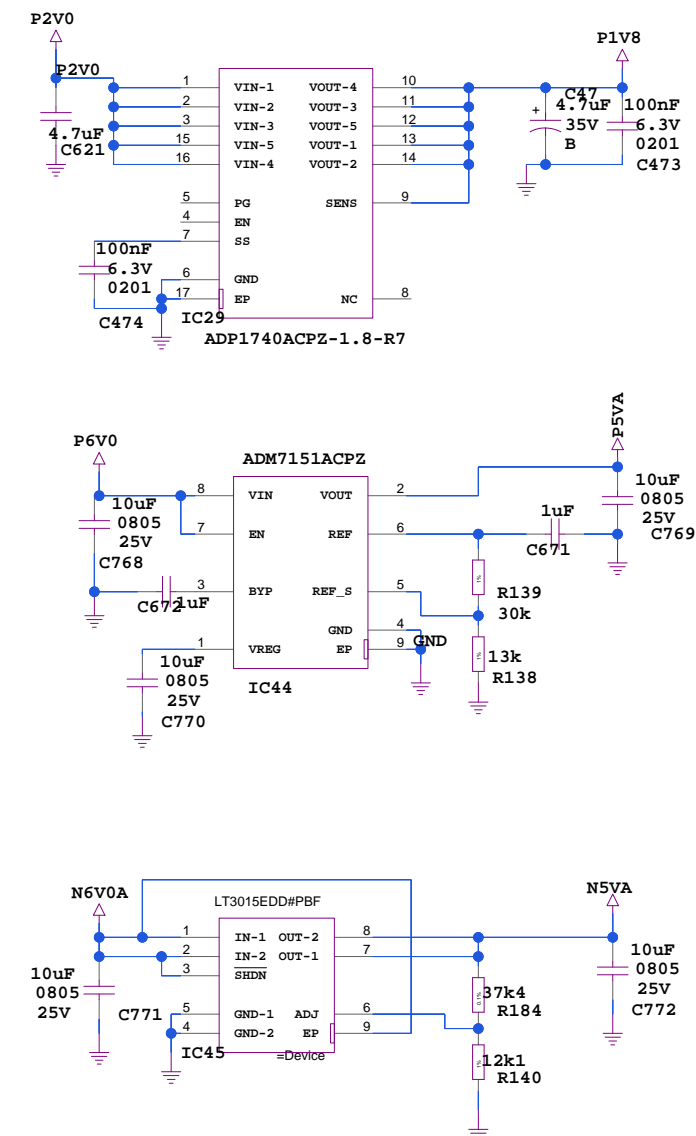 P2V0
P1V8
P2V0
1 VIN-1 VOUT-4 10
2 VIN-2 VOUT-3 11
3 VIN-3 VOUT-5 12
15 VIN-5 VOUT-1 13
16 VIN-4 VOUT-2 14
4.7uF
C621
+
C47
4.7uF
35V
B
100nF
6.3V
0201
C473
5 PG SENS 9
4 EN
7 SS
6 GND
17 EP NC 8
100nF
6.3V
0201
C474
IC29
ADP1740ACPZ-1.8-R7
P6V0
ADM7151ACPZ
P5VA
8 VIN VOUT 2
7 EN REF 6
3 BYP REF_S 5
GND 4
1 VREG EP 9
GND
10uF
0805
25V
C768
C672
1uF
10uF
0805
25V
C770
IC44
1uF
C671
10uF
0805
25V
C769
1%
R139
30k
1%
13k
R138
N6V0A
LT3015EDD#PBF
N5VA
1 IN-1 OUT-2 8
2 IN-2 OUT-1 7
3 SHDN
5 GND-1 ADJ 6
4 GND-2 EP 9
10uF
0805
25V
C771
IC45
=Device
0.1%
37k4
R184
1%
12k1
R140
10uF
0805
25V
C772